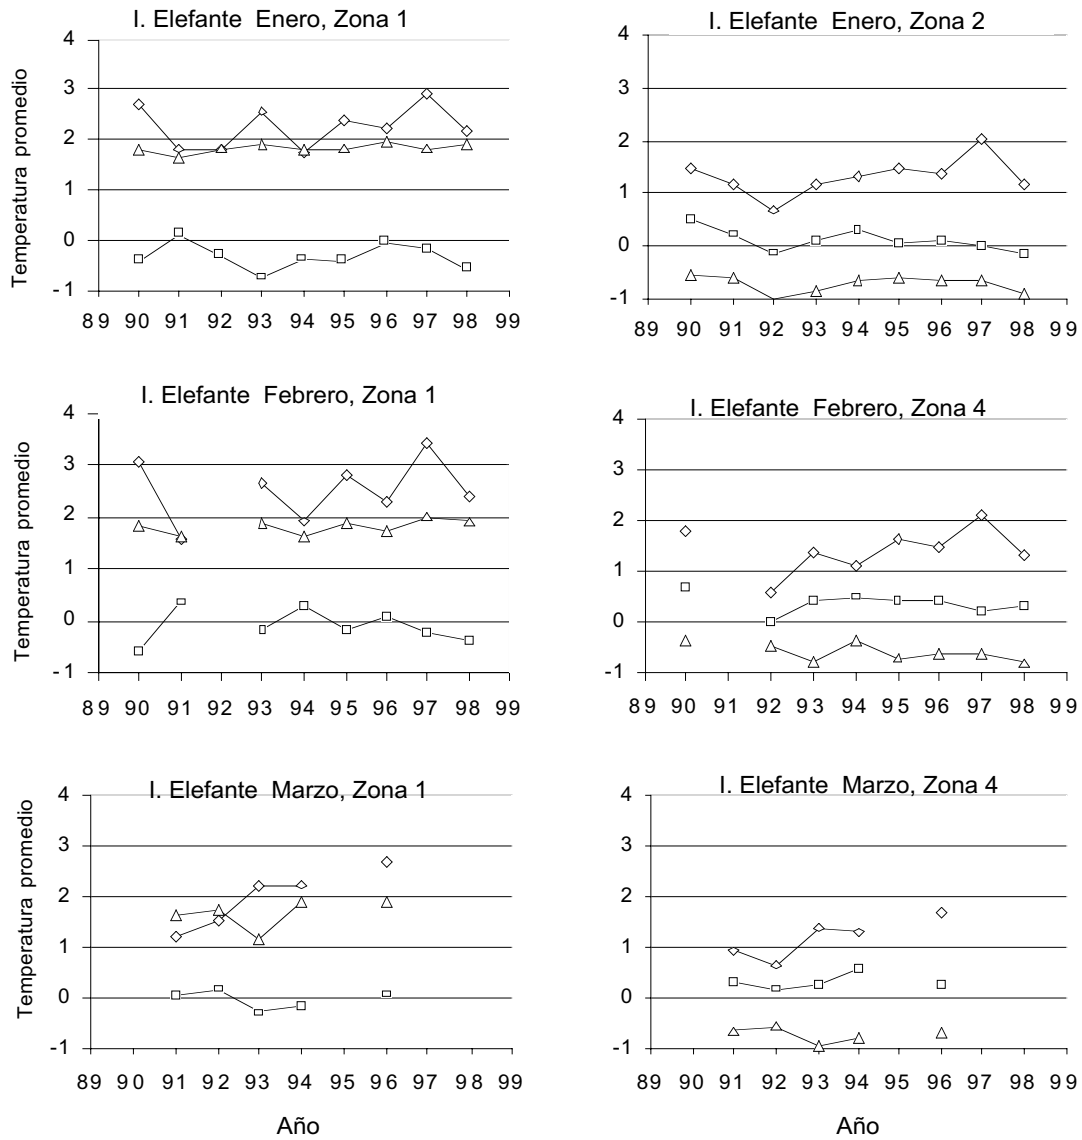 I. Elefante Enero, Zona 1
4
3
2
1
0
-1
Temperatura promedio
89 90 91 92 93 94 95 96 97 98 99
I. Elefante Enero, Zona 2
4
3
2
1
0
-1
89 90 91 92 93 94 95 96 97 98 99
I. Elefante Febrero, Zona 1
4
3
2
1
0
-1
Temperatura promedio
89 90 91 92 93 94 95 96 97 98 99
I. Elefante Febrero, Zona 4
4
3
2
1
0
-1
89 90 91 92 93 94 95 96 97 98 99
I. Elefante Marzo, Zona 1
4
3
2
1
0
-1
Temperatura promedio
89 90 91 92 93 94 95 96 97 98 99
Año
I. Elefante Marzo, Zona 4
4
3
2
1
0
-1
89 90 91 92 93 94 95 96 97 98 99
Año